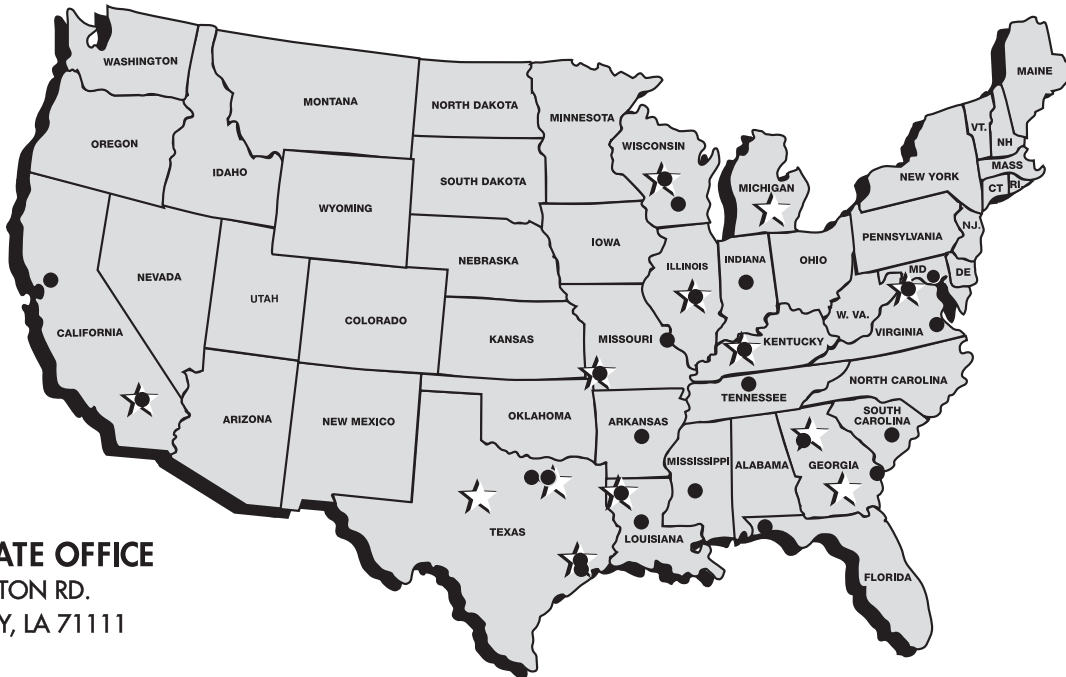 WASHINGTON
MAINE
MONTANA
NORTH DAKOTA
MINNESOTA
VT.
NH
OREGON
WISCONSIN
MASS
IDAHO
NEW YORK
CT
RI.
SOUTH DAKOTA
MICHIGAN
WYOMING
NJ.
PENNSYLVANIA
IOWA
NEBRASKA
ILLINOIS
INDIANA
OHIO
MD
DE
NEVADA
UTAH
COLORADO
W. VA.
CALIFORNIA
KANSAS
MISSOURI
KENTUCKY
VIRGINIA
NORTH CAROLINA
TENNESSEE
ARIZONA
NEW MEXICO
OKLAHOMA
ARKANSAS
SOUTH
CAROLINA
MISSISSIPPI
ALABAMA
GEORGIA
TEXAS
LOUISIANA
FLORIDA
ATE OFFICE
TON RD.
Y, LA 71111